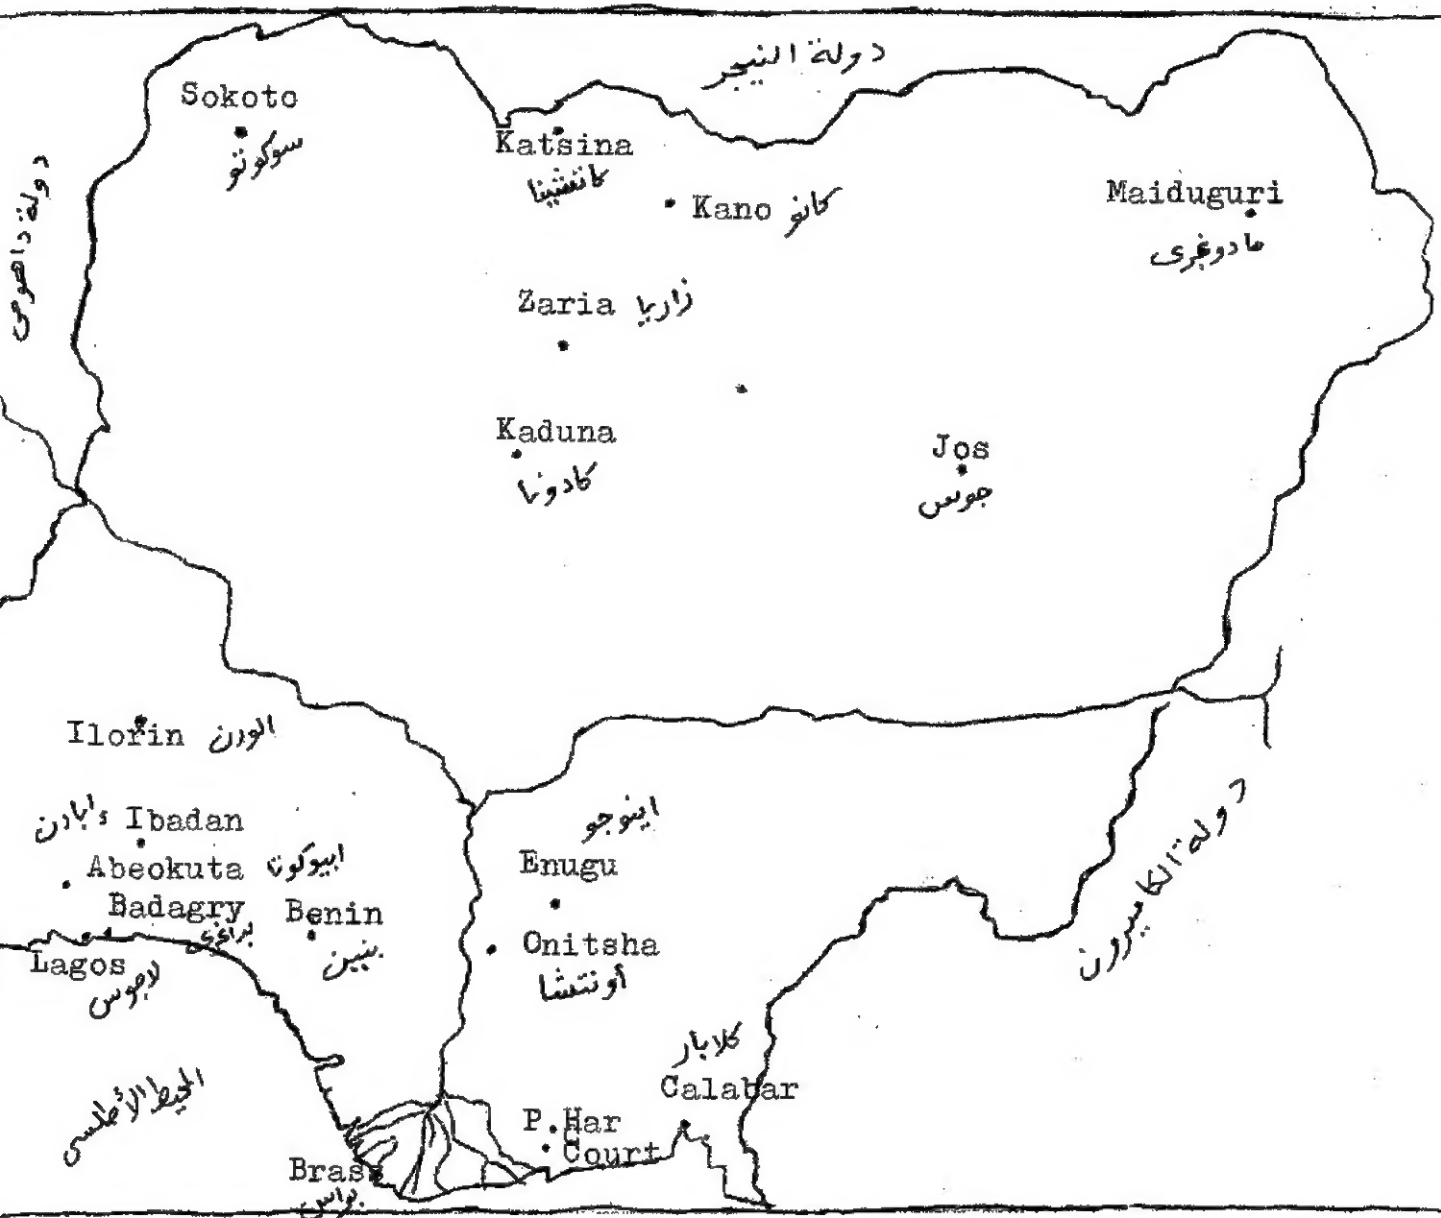 دولة النيجر
Sokoto
سوكوتو
Katsina
كاتشينا
Kano كانو
Maiduguri
مادوغرى
دولة داهومى
Zaria زاريا
Kaduna
كادونا
Jos
جوس
Ilorin الورن
Ibadan ابادن
Abeokuta ابيوكوتا
Badagry
Benin
بنين
Lagos
لاجوس
اينوجو
Enugu
Onitsha
أونتشا
دولة الكاميرون
كلابار
Calabar
المحيط الأطلسى
P.Har
Court
Brass
براس